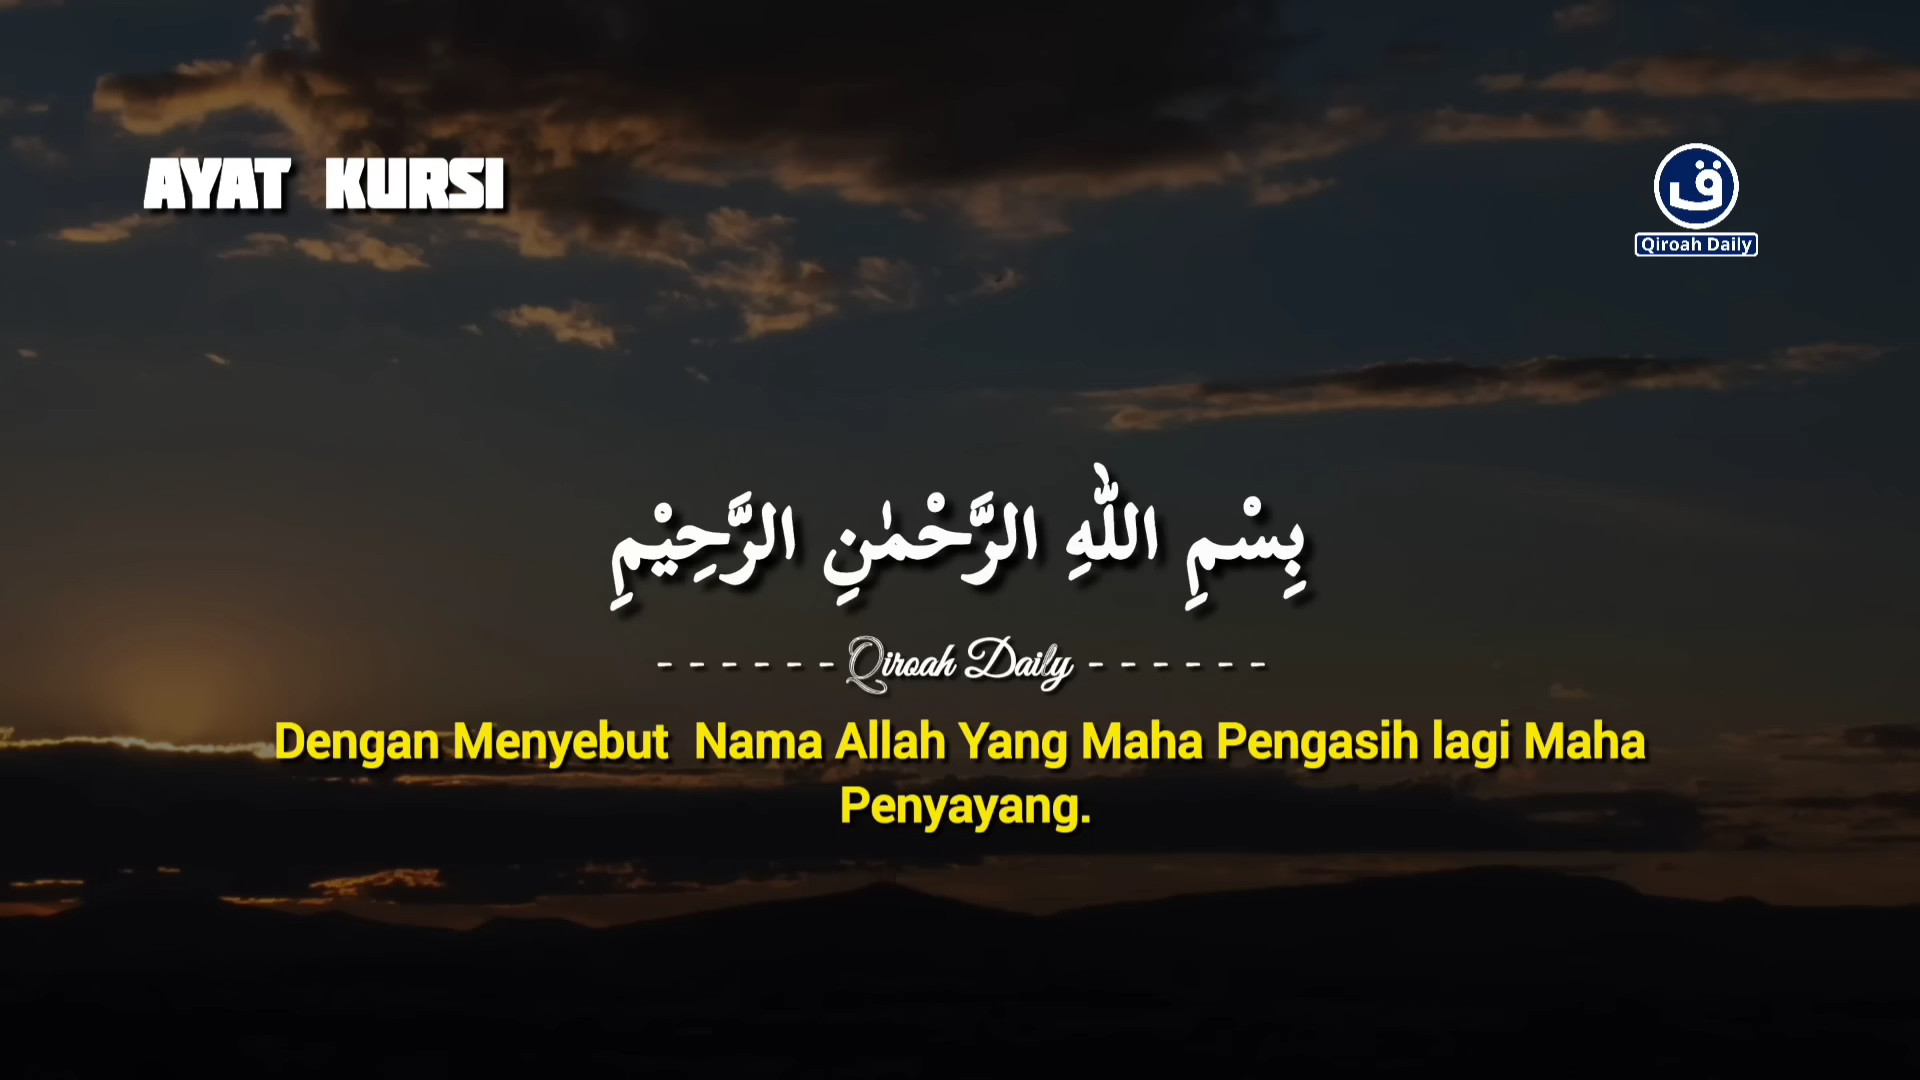 AYAT KURSI
ق
Qiroah Daily
بِسْمِ اللّٰهِ الرَّحْمٰنِ الرَّحِيْمِ
- - - - - - Qiroah Daily - - - - - -
Dengan Menyebut  Nama Allah Yang Maha Pengasih lagi Maha
Penyayang.